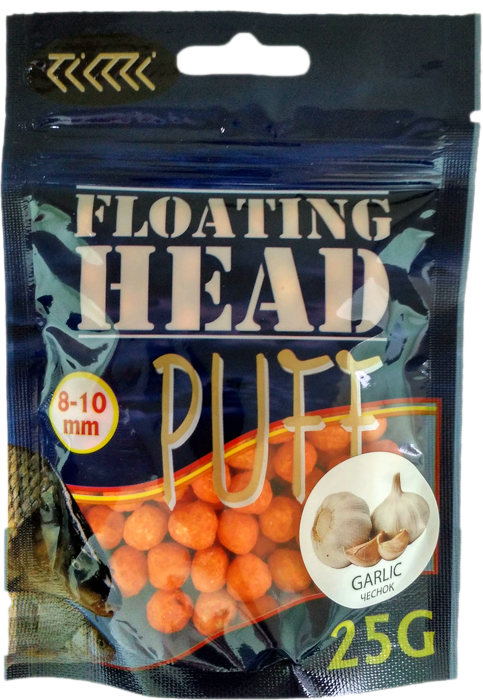 FLOATING
HEAD
PUFF
8-10
mm
GARLIC
ЧЕСНОК
25G